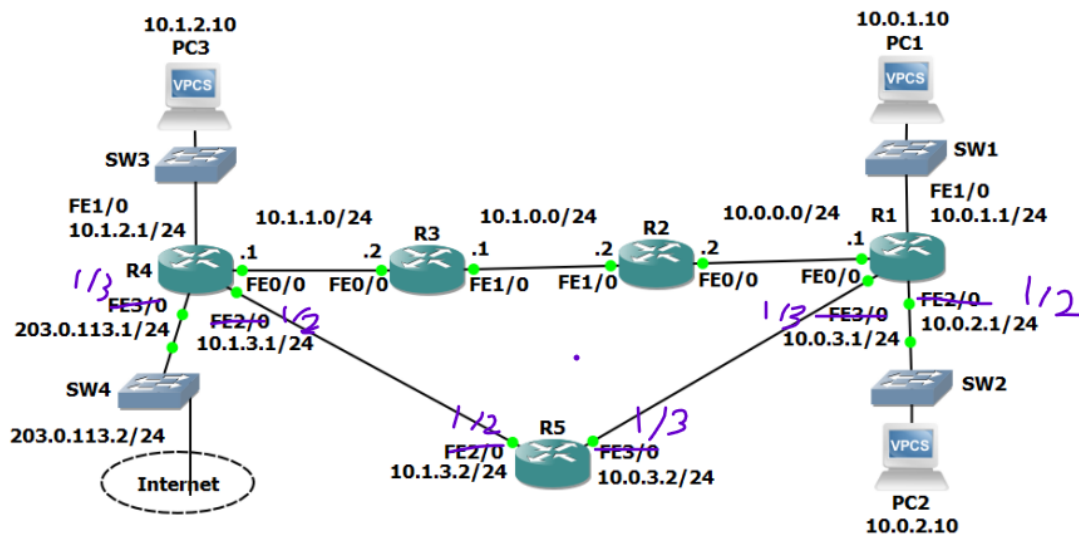 10.1.2.10
PC3
VPCS
SW3
FE1/0
10.1.2.1/24
R4
1/3
FE3/0
203.0.113.1/24
SW4
203.0.113.2/24
Internet
.1
FE0/0
FE2/0
1/2
10.1.3.1/24
10.1.1.0/24
.2
FE0/0
R3
.1
FE1/0
10.1.0.0/24
.2
FE1/0
R2
.2
FE0/0
10.0.0.0/24
10.0.1.10
PC1
VPCS
SW1
FE1/0
10.0.1.1/24
R1
.1
FE0/0
1/3
FE3/0
10.0.3.1/24
FE2/0
1/2
10.0.2.1/24
SW2
VPCS
PC2
10.0.2.10
1/2
FE2/0
10.1.3.2/24
R5
1/3
FE3/0
10.0.3.2/24